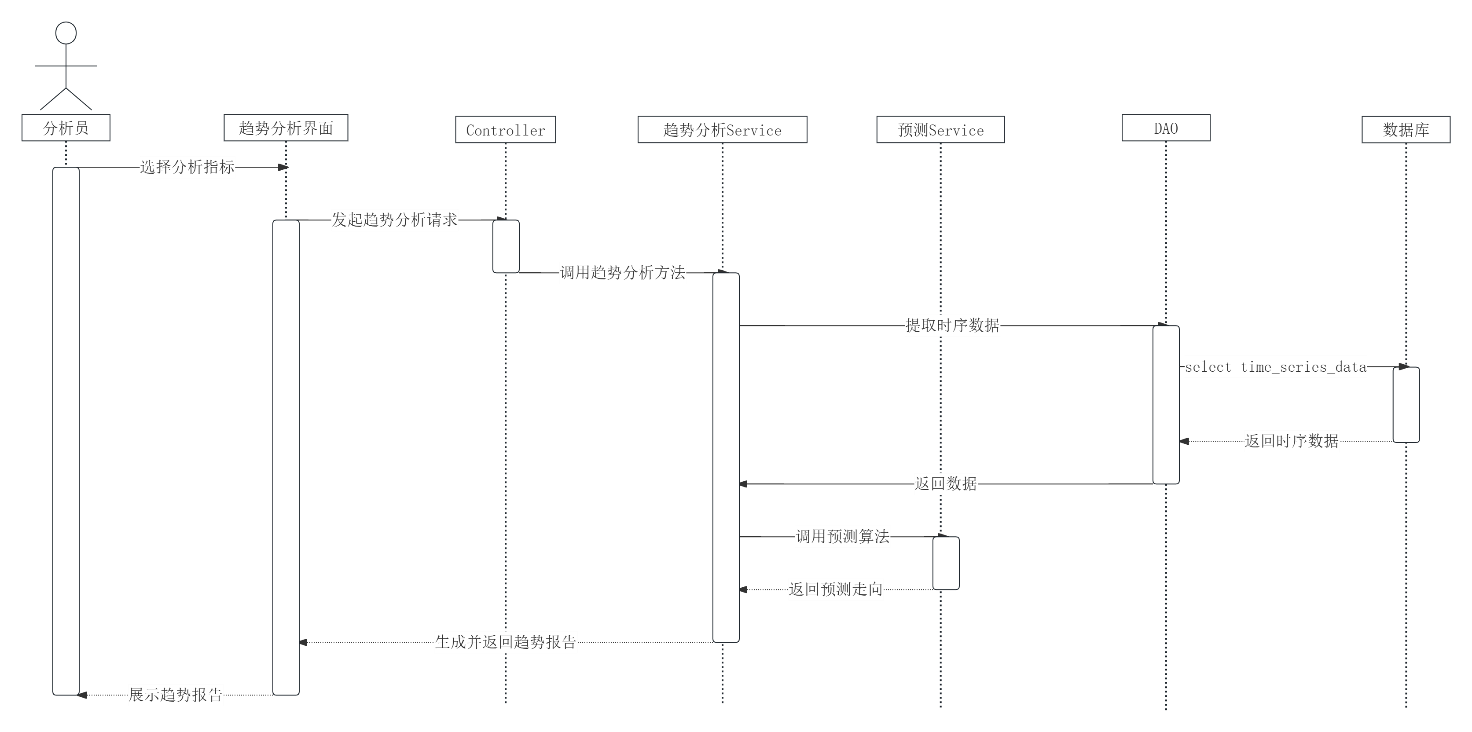 分析员
趋势分析界面
Controller
趋势分析Service
预测Service
DAO
数据库
选择分析指标
发起趋势分析请求
调用趋势分析方法
提取时序数据
select time_series_data
返回时序数据
返回数据
调用预测算法
返回预测走向
生成并返回趋势报告
展示趋势报告